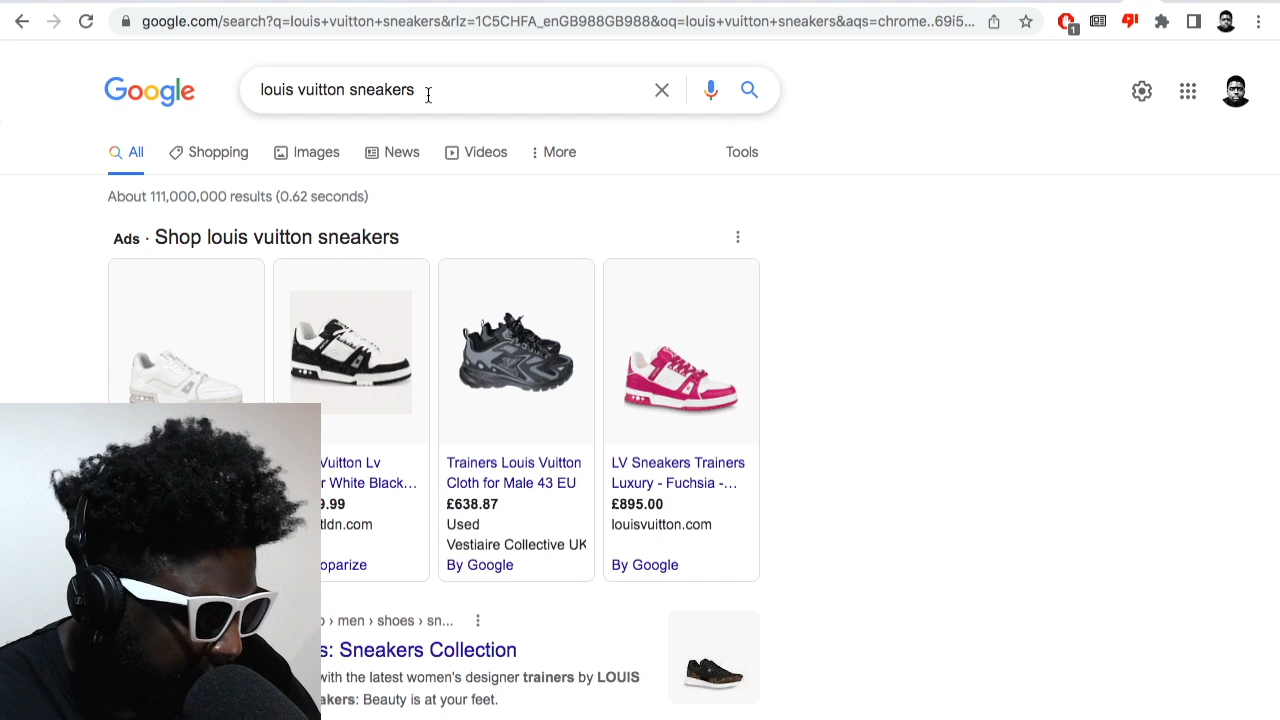 google.com/search?q=louis+vuitton+sneakers&rlz=1C5CHFA_enGB988GB988&oq=louis+vuitton+sneakers&aqs=chrome..69i5...
1
Google
louis vuitton sneakers
All
Shopping
Images
News
Videos
More
Tools
About 111,000,000 results (0.62 seconds)
Ads · Shop louis vuitton sneakers
Vuitton Lv
r White Black...
9.99
tldn.com
oparize
Trainers Louis Vuitton
Cloth for Male 43 EU
£638.87
Used
Vestiaire Collective UK
By Google
LV Sneakers Trainers
Luxury - Fuchsia -...
£895.00
louisvuitton.com
By Google
› men › shoes › sn...
s: Sneakers Collection
with the latest women's designer trainers by LOUIS
akers: Beauty is at your feet.